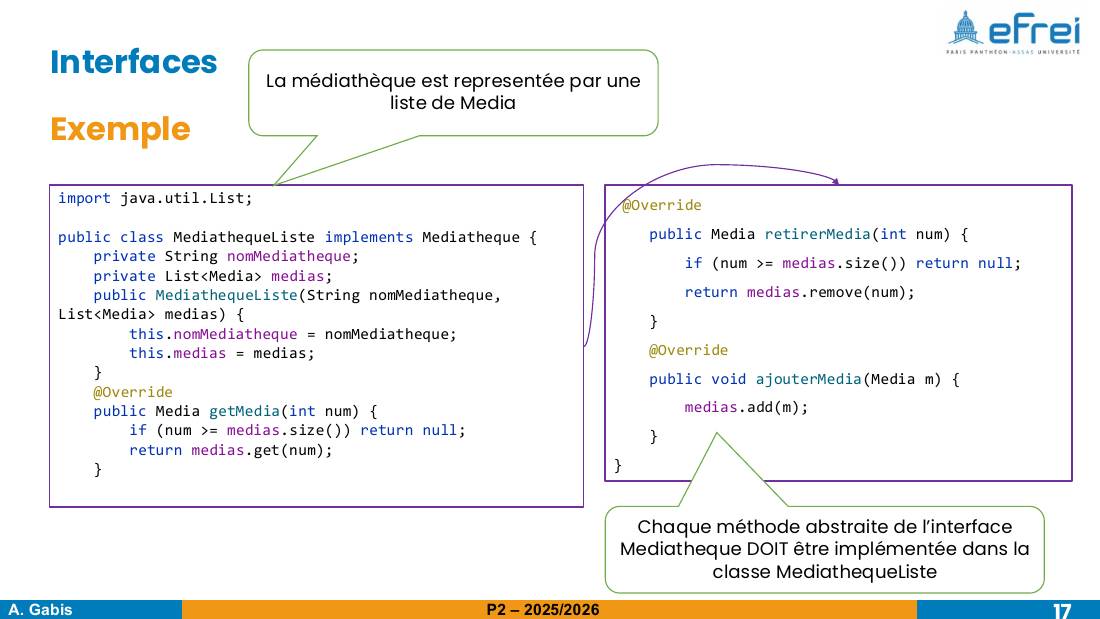 Interfaces
Exemple
eFrei
PARIS PANTHÉON-ASSAS UNIVERSITÉ
La médiathèque est representée par une
liste de Media
import java.util.List;
public class MediathequeListe implements Mediatheque {
    private String nomMediatheque;
    private List<Media> medias;
    public MediathequeListe(String nomMediatheque,
List<Media> medias) {
        this.nomMediatheque = nomMediatheque;
        this.medias = medias;
    }
    @Override
    public Media getMedia(int num) {
        if (num >= medias.size()) return null;
        return medias.get(num);
    }
@Override
    public Media retirerMedia(int num) {
        if (num >= medias.size()) return null;
        return medias.remove(num);
    }
    @Override
    public void ajouterMedia(Media m) {
        medias.add(m);
    }
}
Chaque méthode abstraite de l’interface
Mediatheque DOIT être implémentée dans la
classe MediathequeListe
A. Gabis
P2 – 2025/2026
17